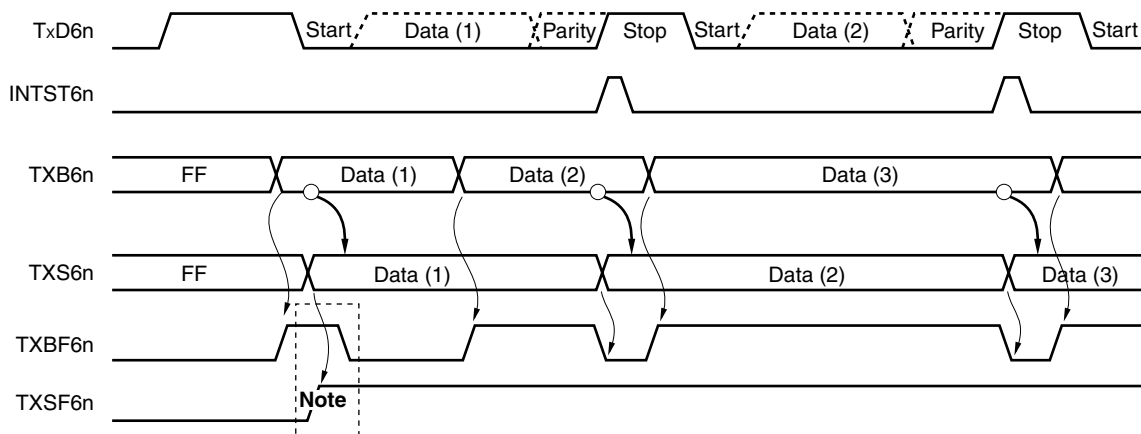 TxD6n Start Data (1) Parity Stop Start Data (2) Parity Stop Start
INTST6n
TXB6n FF Data (1) Data (2) Data (3)
TXS6n FF Data (1) Data (2) Data (3)
TXBF6n
TXSF6n Note